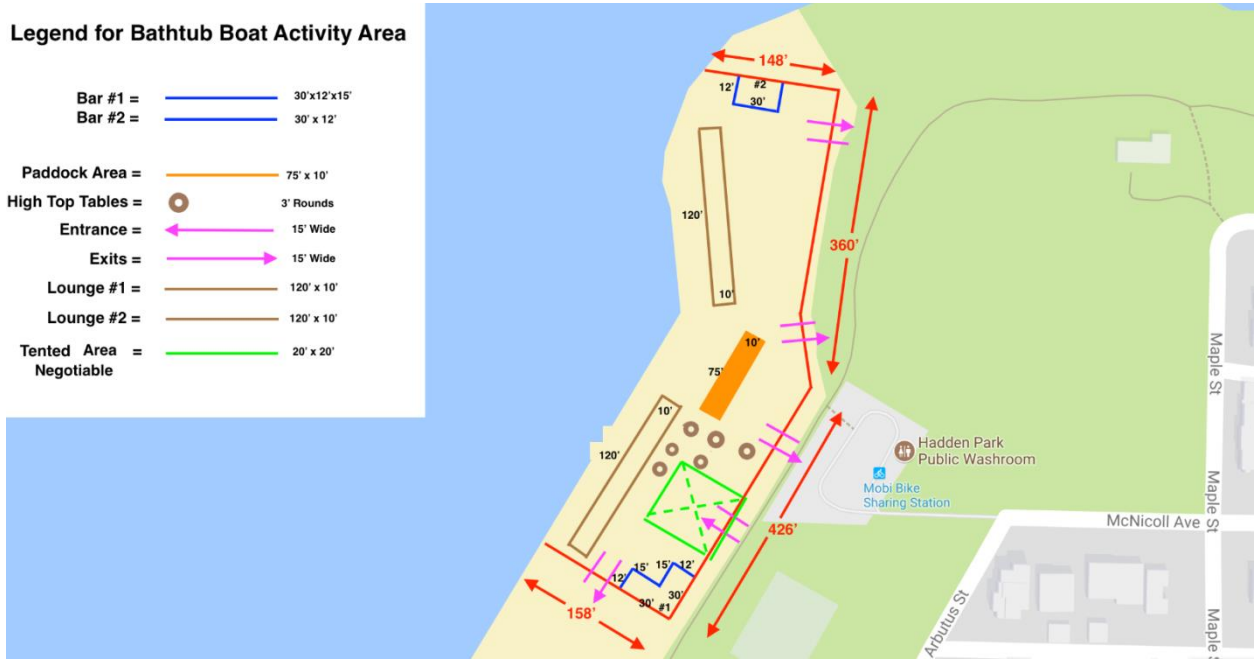 Legend for Bathtub Boat Activity Area
Bar #1 = 30'x12'x15'
Bar #2 = 30' x 12'
Paddock Area = 75' x 10'
High Top Tables = 3' Rounds
Entrance = 15' Wide
Exits = 15' Wide
Lounge #1 = 120' x 10'
Lounge #2 = 120' x 10'
Tented Area = 20' x 20'
Negotiable
148'
12' #2
30'
120'
10'
360'
10'
75'
10'
120'
426'
12' 15' 15' 12'
30' 30'
#1
158'
Hadden Park
Public Washroom
Mobi Bike
Sharing Station
McNicoll Ave
Arbutus St
Maple St
Maple St
Maple S